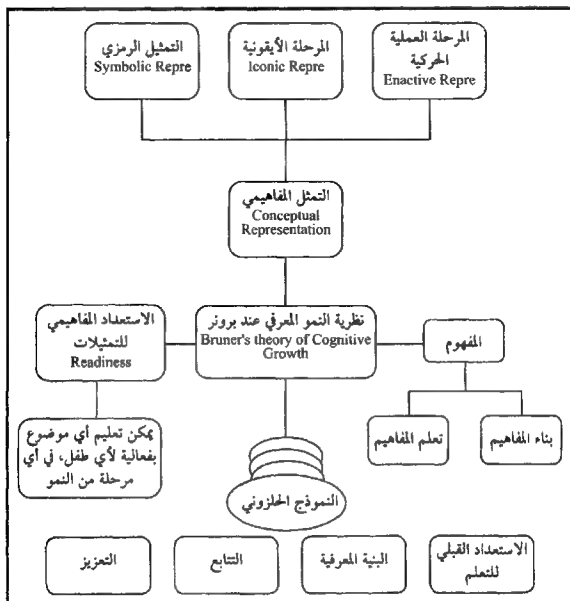 المرحلة العملية
الحركية
Enactive Repre
المرحلة الأيقونية
Iconic Repre
التمثيل الرمزي
Symbolic Repre
التمثل المفاهيمي
Conceptual
Representation
نظرية النمو المعرفي عند برونر
Bruner's theory of Cognitive
Growth
المفهوم
بناء المفاهيم
تعلم المفاهيم
الاستعداد المفاهيمي
للتمثيلات
Readiness
يمكن تعليم أي موضوع
بفعالية لأي طفل، في أي
مرحلة من النمو
النموذج الحلزوني
الاستعداد القبلي
للتعلم
البنية المعرفية
التتابع
التعزيز